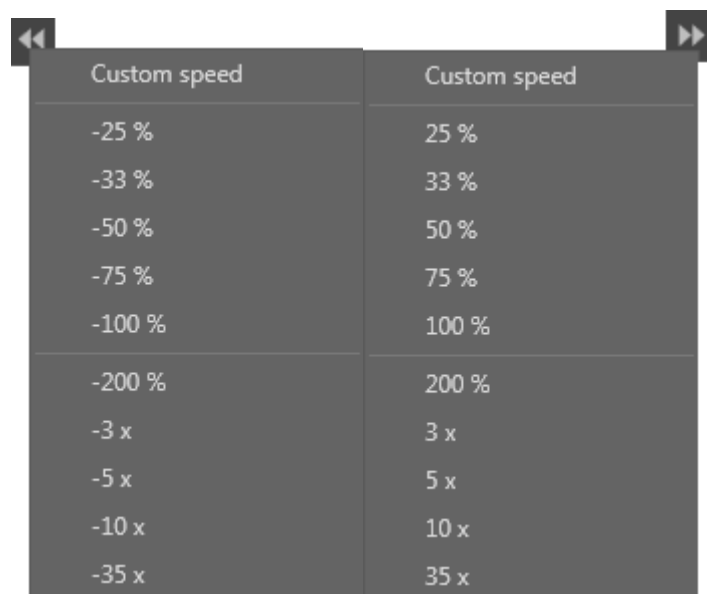 Custom speed
-25 %
-33 %
-50 %
-75 %
-100 %
-200 %
-3 x
-5 x
-10 x
-35 x
Custom speed
25 %
33 %
50 %
75 %
100 %
200 %
3 x
5 x
10 x
35 x